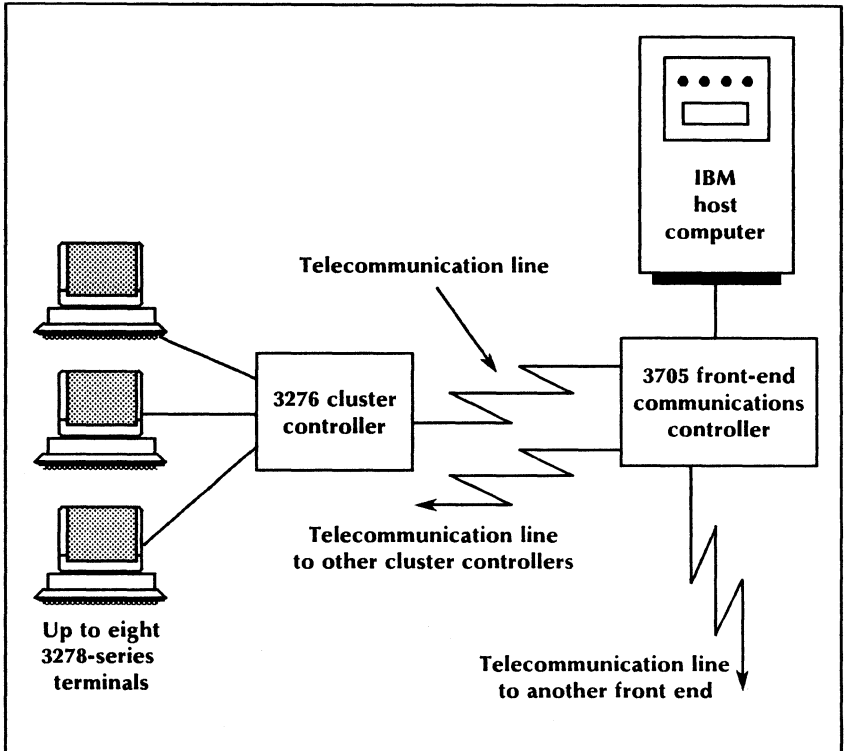 IBM
host
computer
Telecommunication line
3276 cluster
controller
3705 front-end
communications
controller
Telecommunication line
to other cluster controllers
Up to eight
3278-series
terminals
Telecommunication line
to another front end